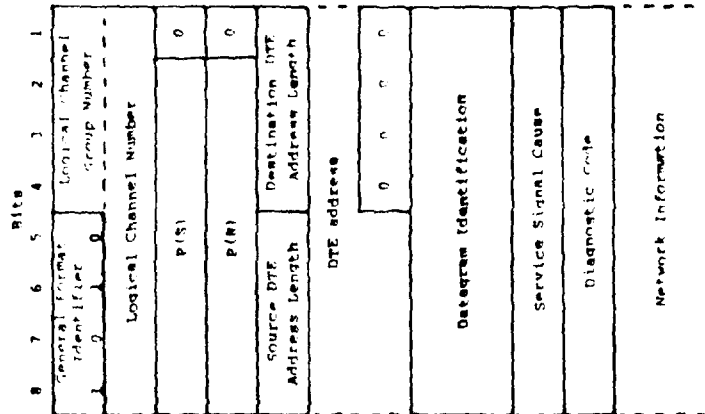 Bits
8 7 6 5 4 3 2 1
General Format Logical Channel
Identifier Group Number
1 0 1 0
Logical Channel Number
P(S) 0
P(R) 0
Source DTE Destination DTE
Address Length Address Length
DTE address
0 0 0 0
Datagram Identification
Service Signal Cause
Diagnostic Code
Network Information